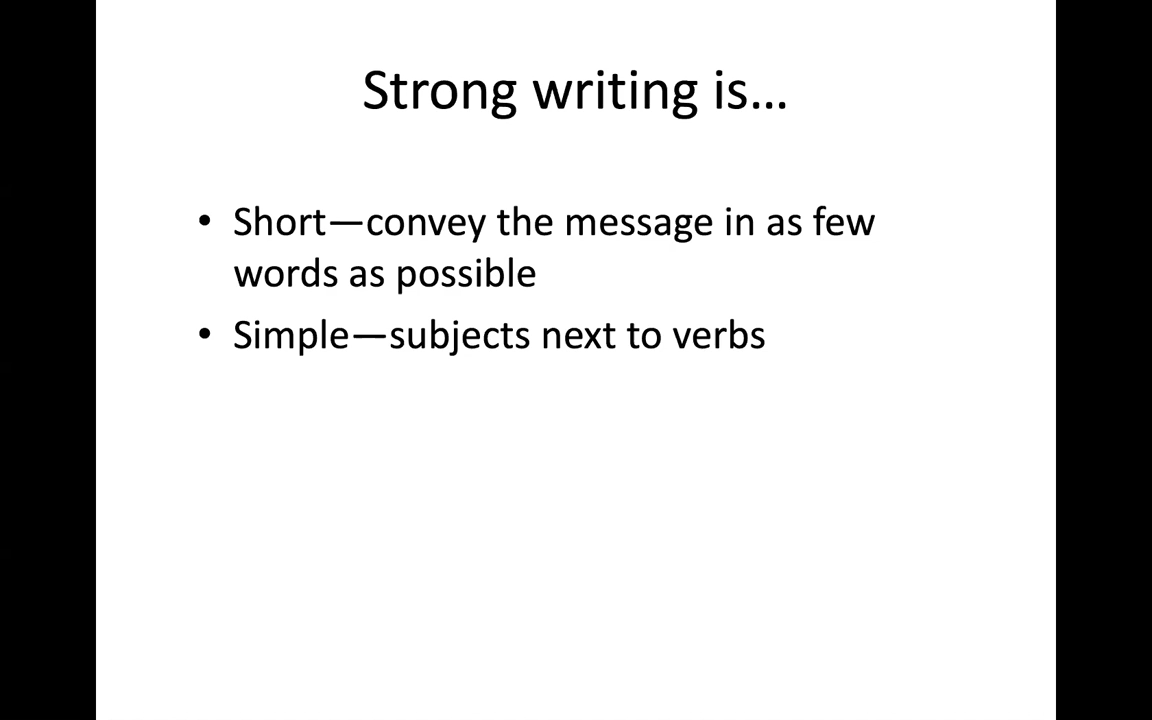 Strong writing is…
• Short—convey the message in as few
words as possible
• Simple—subjects next to verbs